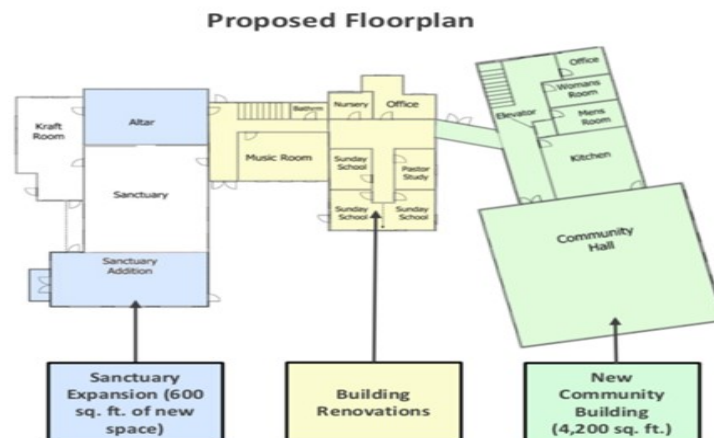 Proposed Floorplan
Kraft
Room
Altar
Sanctuary
Sanctuary
Addition
Bathrm
Music Room
Nursery
Office
Sunday
School
Pastor
Study
Sunday
School
Sunday
School
Elevator
Office
Womans
Room
Mens
Room
Kitchen
Community
Hall
Sanctuary
Expansion (600
sq. ft. of new
space)
Building
Renovations
New
Community
Building
(4,200 sq. ft.)